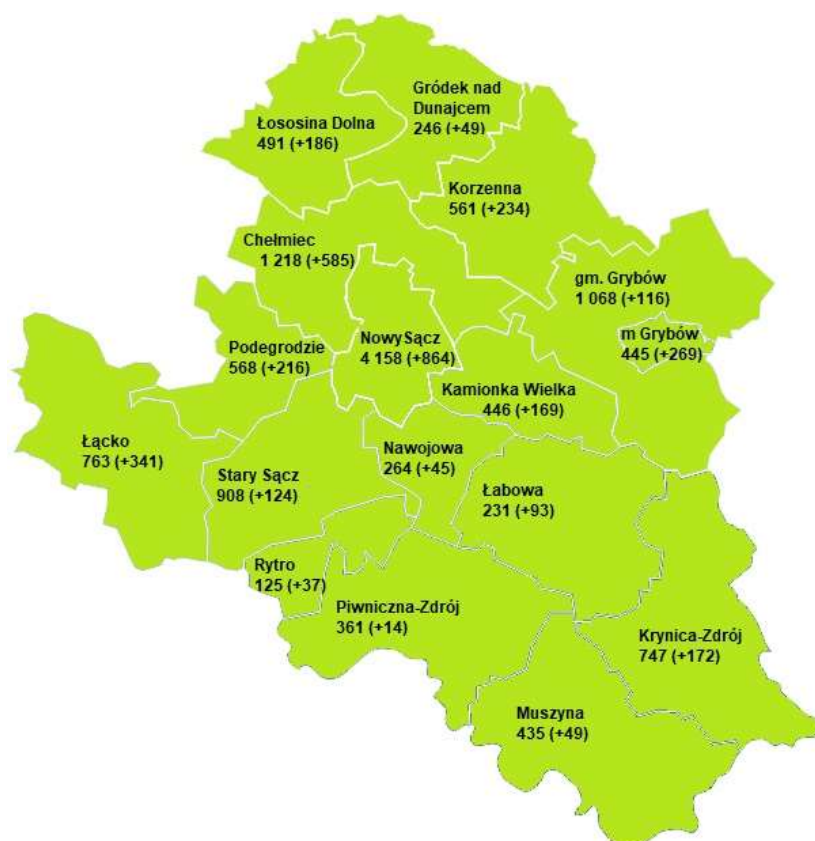 Gródek nad
Dunajcem
246 (+49)
Łososina Dolna
491 (+186)
Korzenna
561 (+234)
Chełmiec
1 218 (+585)
gm. Grybów
1 068 (+116)
m Grybów
445 (+269)
Podegrodzie
568 (+216)
Nowy Sącz
4 158 (+864)
Kamionka Wielka
446 (+169)
Łącko
763 (+341)
Stary Sącz
908 (+124)
Nawojowa
264 (+45)
Łabowa
231 (+93)
Rytro
125 (+37)
Piwniczna-Zdrój
361 (+14)
Krynica-Zdrój
747 (+172)
Muszyna
435 (+49)